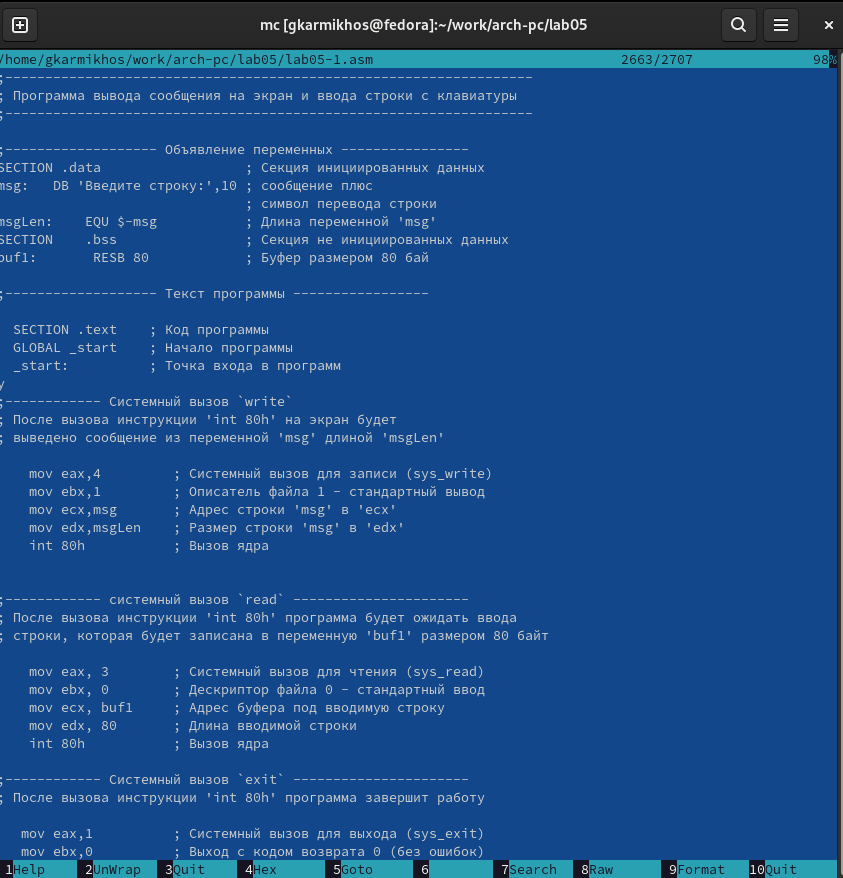 mc [gkarmikhos@fedora]:~/work/arch-pc/lab05
/home/gkarmikhos/work/arch-pc/lab05/lab05-1.asm 2663/2707 98%
;------------------------------------------------------------------
; Программа вывода сообщения на экран и ввода строки с клавиатуры
;------------------------------------------------------------------
;------------------- Объявление переменных ----------------
SECTION .data ; Секция инициированных данных
msg: DB 'Введите строку:',10 ; сообщение плюс
; символ перевода строки
msgLen: EQU $-msg ; Длина переменной 'msg'
SECTION .bss ; Секция не инициированных данных
buf1: RESB 80 ; Буфер размером 80 бай
;------------------- Текст программы -----------------
SECTION .text ; Код программы
GLOBAL _start ; Начало программы
_start: ; Точка входа в программ
у
;------------ Системный вызов `write`
; После вызова инструкции 'int 80h' на экран будет
; выведено сообщение из переменной 'msg' длиной 'msgLen'
mov eax,4 ; Системный вызов для записи (sys_write)
mov ebx,1 ; Описатель файла 1 - стандартный вывод
mov ecx,msg ; Адрес строки 'msg' в 'ecx'
mov edx,msgLen ; Размер строки 'msg' в 'edx'
int 80h ; Вызов ядра
;------------ системный вызов `read` ----------------------
; После вызова инструкции 'int 80h' программа будет ожидать ввода
; строки, которая будет записана в переменную 'buf1' размером 80 байт
mov eax, 3 ; Системный вызов для чтения (sys_read)
mov ebx, 0 ; Дескриптор файла 0 - стандартный ввод
mov ecx, buf1 ; Адрес буфера под вводимую строку
mov edx, 80 ; Длина вводимой строки
int 80h ; Вызов ядра
;------------ Системный вызов `exit` ----------------------
; После вызова инструкции 'int 80h' программа завершит работу
mov eax,1 ; Системный вызов для выхода (sys_exit)
mov ebx,0 ; Выход с кодом возврата 0 (без ошибок)
1Help 2UnWrap 3Quit 4Hex 5Goto 6 7Search 8Raw 9Format 10Quit